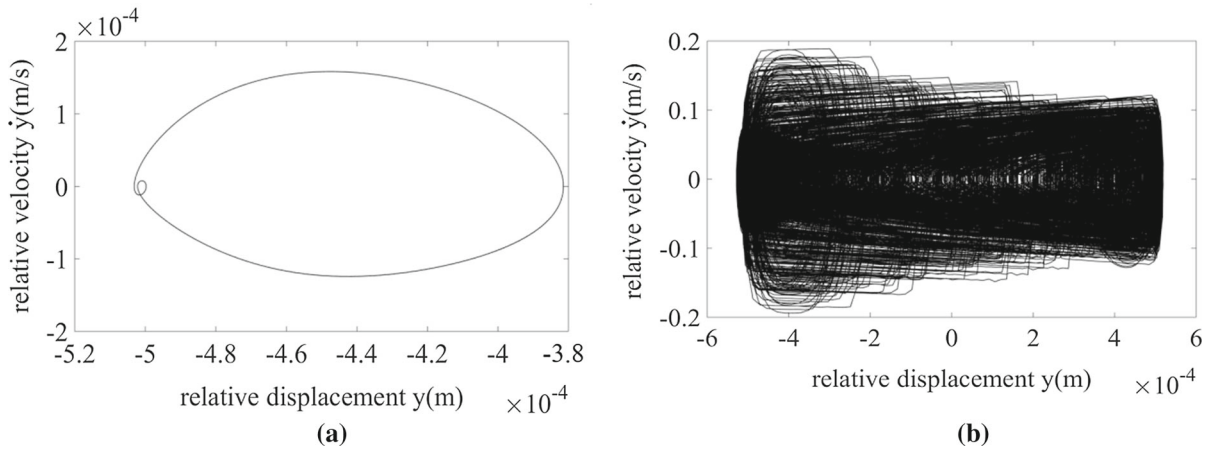 ×10⁻⁴
2
1
0
-1
-2
relative velocity ẏ(m/s)
-5.2 -5 -4.8 -4.6 -4.4 -4.2 -4 -3.8
relative displacement y(m) ×10⁻⁴
(a)
0.2
0.1
0
-0.1
-0.2
relative velocity ẏ(m/s)
-6 -4 -2 0 2 4 6
relative displacement y(m) ×10⁻⁴
(b)